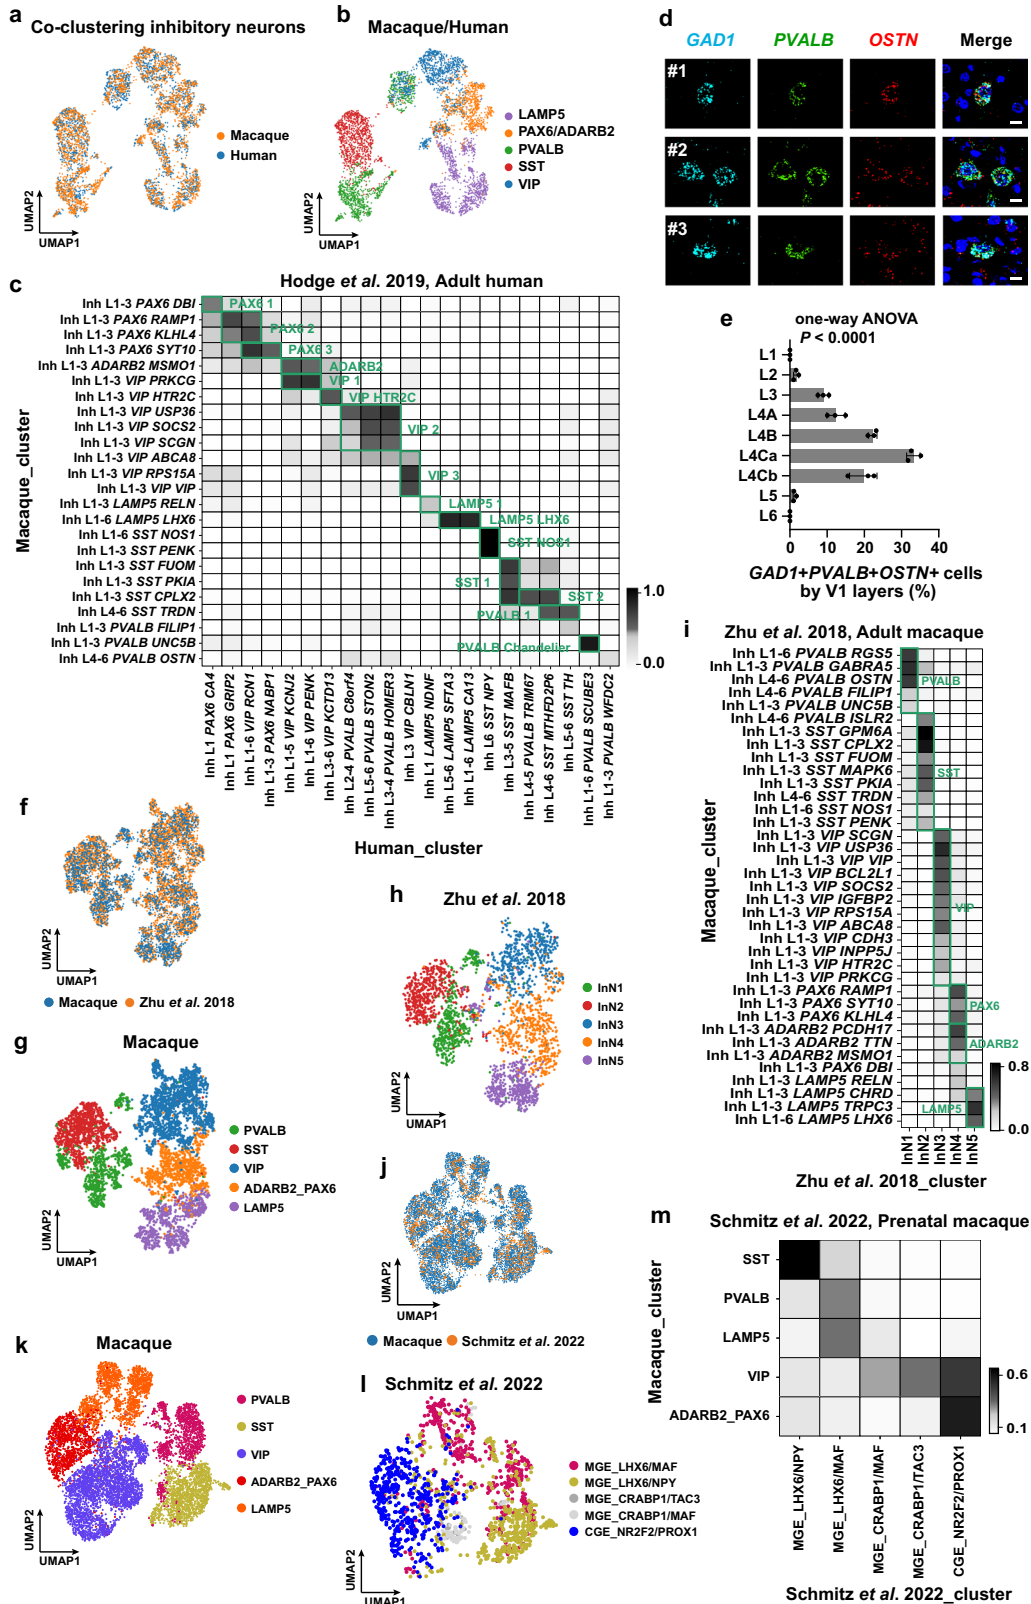 a
Co-clustering inhibitory neurons
Macaque
Human
UMAP2
UMAP1
b
Macaque/Human
LAMP5
PAX6/ADARB2
PVALB
SST
VIP
UMAP2
UMAP1
c
Hodge et al. 2019, Adult human
Macaque_cluster
Inh L1-3 PAX6 DBI
Inh L1-3 PAX6 RAMP1
Inh L1-3 PAX6 KLHL4
Inh L1-3 PAX6 SYT10
Inh L1-3 ADARB2 MSMO1
Inh L1-3 VIP PRKCG
Inh L1-3 VIP HTR2C
Inh L1-3 VIP USP36
Inh L1-3 VIP SOCS2
Inh L1-3 VIP SCGN
Inh L1-3 VIP ABCA8
Inh L1-3 VIP RPS15A
Inh L1-3 VIP VIP
Inh L1-3 LAMP5 RELN
Inh L1-6 LAMP5 LHX6
Inh L1-6 SST NOS1
Inh L1-3 SST PENK
Inh L1-3 SST FUOM
Inh L1-3 SST PKIA
Inh L1-3 SST CPLX2
Inh L4-6 SST TRDN
Inh L1-3 PVALB FILIP1
Inh L1-3 PVALB UNC5B
Inh L4-6 PVALB OSTN
PAX6 1
PAX6 2
PAX6 3
ADARB2
VIP 1
VIP HTR2C
VIP 2
VIP 3
LAMP5 1
LAMP5 LHX6
SST NOS1
SST 1
SST 2
PVALB 1
PVALB Chandelier
1.0
0.0
Inh L1 PAX6 CA4
Inh L1 PAX6 GRIP2
Inh L1-6 VIP RCN1
Inh L1-3 PAX6 NABP1
Inh L1-5 VIP KCNJ2
Inh L1-6 VIP PENK
Inh L3-6 VIP KCTD13
Inh L2-4 PVALB C8orf4
Inh L5-6 PVALB STON2
Inh L3-4 PVALB HOMER3
Inh L3 VIP CBLN1
Inh L1 LAMP5 NDNF
Inh L5-6 LAMP5 SFTA3
Inh L1-6 LAMP5 CA13
Inh L6 SST NPY
Inh L3-5 SST MAFB
Inh L4-5 PVALB TRIM67
Inh L4-6 SST MTHFD2P6
Inh L5-6 SST TH
Inh L1-6 PVALB SCUBE3
Inh L1-3 PVALB WFDC2
Human_cluster
d
GAD1
PVALB
OSTN
Merge
#1
#2
#3
e
one-way ANOVA
P < 0.0001
L1
L2
L3
L4A
L4B
L4Ca
L4Cb
L5
L6
0
10
20
30
40
GAD1+PVALB+OSTN+ cells
by V1 layers (%)
f
UMAP2
UMAP1
Macaque
Zhu et al. 2018
g
Macaque
PVALB
SST
VIP
ADARB2_PAX6
LAMP5
UMAP2
UMAP1
h
Zhu et al. 2018
InN1
InN2
InN3
InN4
InN5
UMAP2
UMAP1
i
Zhu et al. 2018, Adult macaque
Macaque_cluster
Inh L1-6 PVALB RGS5
Inh L1-3 PVALB GABRA5
Inh L4-6 PVALB OSTN
Inh L4-6 PVALB FILIP1
Inh L1-3 PVALB UNC5B
Inh L4-6 PVALB ISLR2
Inh L1-3 SST GPM6A
Inh L1-3 SST CPLX2
Inh L1-3 SST FUOM
Inh L1-3 SST MAPK6
Inh L1-3 SST PKIA
Inh L4-6 SST TRDN
Inh L1-6 SST NOS1
Inh L1-3 SST PENK
Inh L1-3 VIP SCGN
Inh L1-3 VIP USP36
Inh L1-3 VIP VIP
Inh L1-3 VIP BCL2L1
Inh L1-3 VIP SOCS2
Inh L1-3 VIP IGFBP2
Inh L1-3 VIP RPS15A
Inh L1-3 VIP ABCA8
Inh L1-3 VIP CDH3
Inh L1-3 VIP INPP5J
Inh L1-3 VIP HTR2C
Inh L1-3 VIP PRKCG
Inh L1-3 PAX6 RAMP1
Inh L1-3 PAX6 SYT10
Inh L1-3 PAX6 KLHL4
Inh L1-3 ADARB2 PCDH17
Inh L1-3 ADARB2 TTN
Inh L1-3 ADARB2 MSMO1
Inh L1-3 PAX6 DBI
Inh L1-3 LAMP5 RELN
Inh L1-3 LAMP5 CHRD
Inh L1-3 LAMP5 TRPC3
Inh L1-6 LAMP5 LHX6
PVALB
SST
VIP
PAX6
ADARB2
LAMP5
0.8
0.0
InN1
InN2
InN3
InN4
InN5
Zhu et al. 2018_cluster
j
UMAP2
UMAP1
Macaque
Schmitz et al. 2022
k
Macaque
PVALB
SST
VIP
ADARB2_PAX6
LAMP5
UMAP2
UMAP1
l
Schmitz et al. 2022
MGE_LHX6/MAF
MGE_LHX6/NPY
MGE_CRABP1/TAC3
MGE_CRABP1/MAF
CGE_NR2F2/PROX1
UMAP2
UMAP1
m
Schmitz et al. 2022, Prenatal macaque
Macaque_cluster
SST
PVALB
LAMP5
VIP
ADARB2_PAX6
0.6
0.1
MGE_LHX6/NPY
MGE_LHX6/MAF
MGE_CRABP1/MAF
MGE_CRABP1/TAC3
CGE_NR2F2/PROX1
Schmitz et al. 2022_cluster